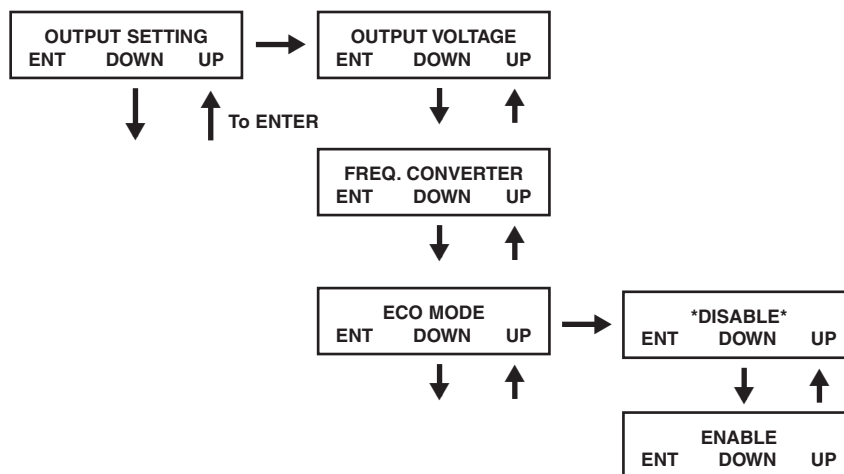 OUTPUT SETTING
ENT DOWN UP
OUTPUT VOLTAGE
ENT DOWN UP
To ENTER
FREQ. CONVERTER
ENT DOWN UP
ECO MODE
ENT DOWN UP
*DISABLE*
ENT DOWN UP
ENABLE
ENT DOWN UP